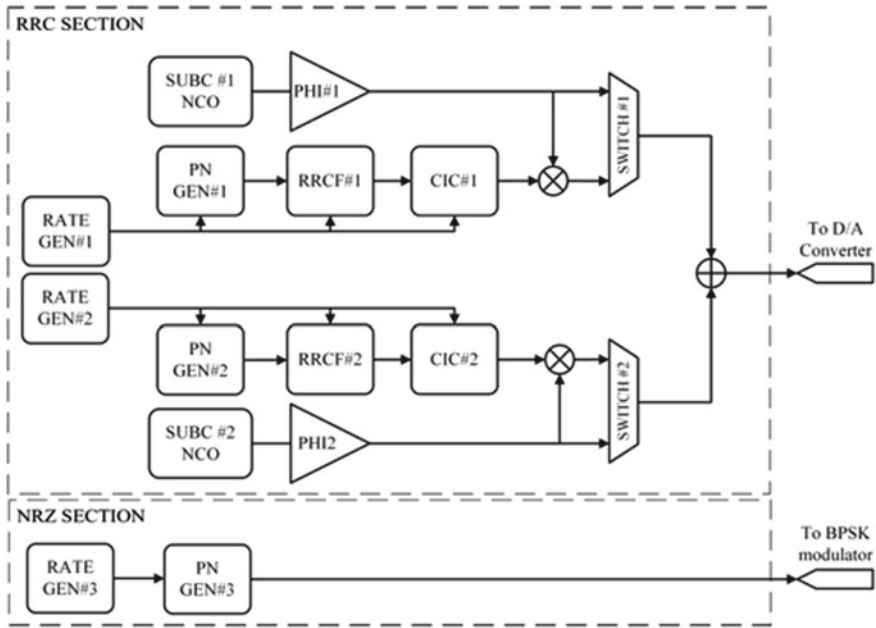 RRC SECTION
SUBC #1
NCO
PHI#1
SWITCH #1
PN
GEN#1
RRCF#1
CIC#1
RATE
GEN#1
To D/A
Converter
RATE
GEN#2
PN
GEN#2
RRCF#2
CIC#2
SWITCH #2
SUBC #2
NCO
PHI2
NRZ SECTION
RATE
GEN#3
PN
GEN#3
To BPSK
modulator